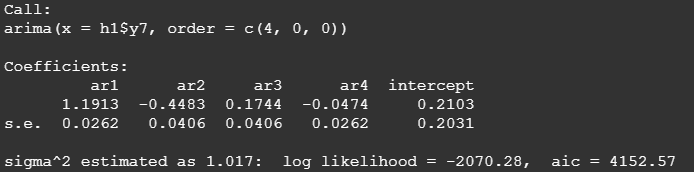 Call:
arima(x = h1$y7, order = c(4, 0, 0))
Coefficients:
ar1 ar2 ar3 ar4 intercept
1.1913 -0.4483 0.1744 -0.0474 0.2103
s.e. 0.0262 0.0406 0.0406 0.0262 0.2031
sigma^2 estimated as 1.017: log likelihood = -2070.28, aic = 4152.57